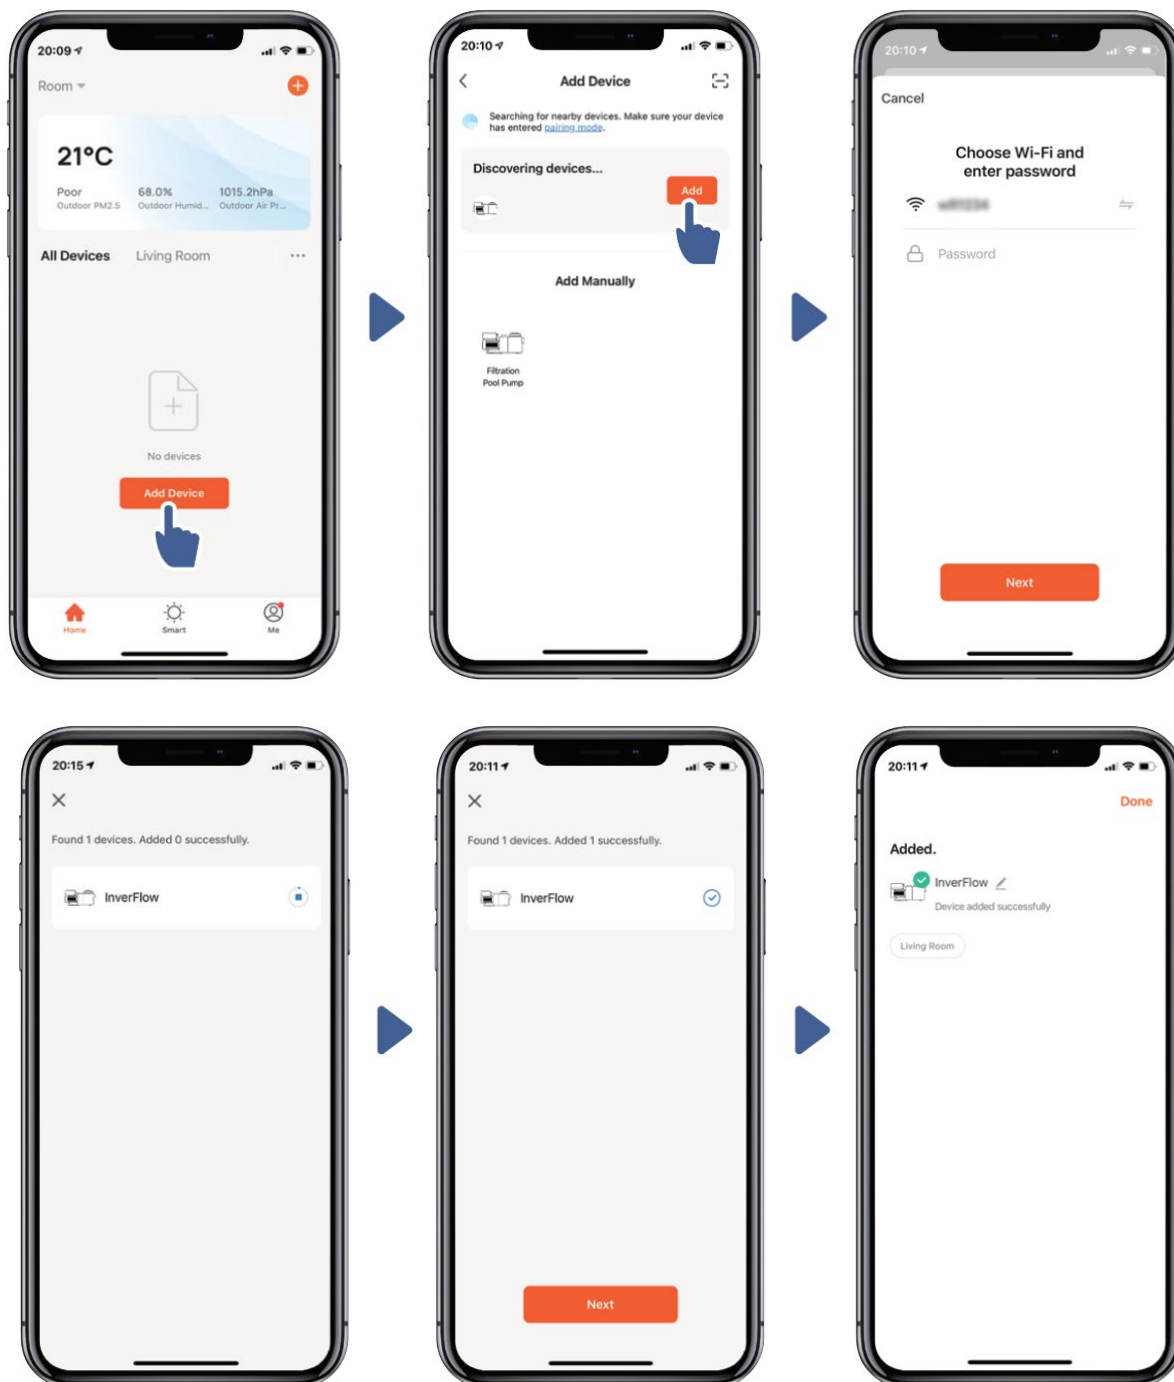 20:09
Room
21°C
Poor 68.0% 1015.2hPa
Outdoor PM2.5 Outdoor Humid... Outdoor Air Pr...
All Devices Living Room ...
No devices
Add Device
Home Smart Me
20:10
Add Device
Searching for nearby devices. Make sure your device
has entered pairing mode.
Discovering devices...
Add
Add Manually
Filtration
Pool Pump
20:10
Cancel
Choose Wi-Fi and
enter password
Password
Next
20:15
Found 1 devices. Added 0 successfully.
InverFlow
20:11
Found 1 devices. Added 1 successfully.
InverFlow
Next
20:11
Done
Added.
InverFlow
Device added successfully
Living Room